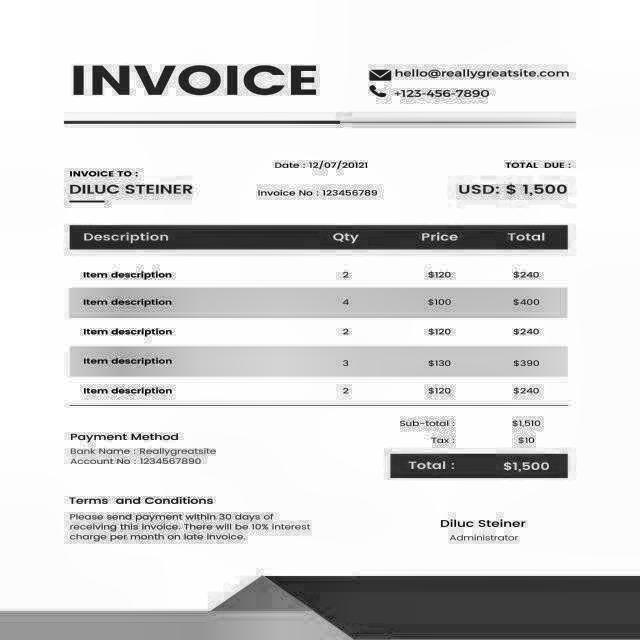 INVOICE
hello@reallygreatsite.com
+123-456-7890
INVOICE TO :
DILUC STEINER
Date : 12/07/20121
Invoice No : 123456789
TOTAL DUE :
USD: $ 1,500
Description Qty Price Total
Item description 2 $120 $240
Item description 4 $100 $400
Item description 2 $120 $240
Item description 3 $130 $390
Item description 2 $120 $240
Sub-total : $1,510
Tax : $10
Total : $1,500
Payment Method
Bank Name : Reallygreatsite
Account No : 1234567890
Terms and Conditions
Please send payment within 30 days of
receiving this invoice. There will be 10% interest
charge per month on late invoice.
Diluc Steiner
Administrator